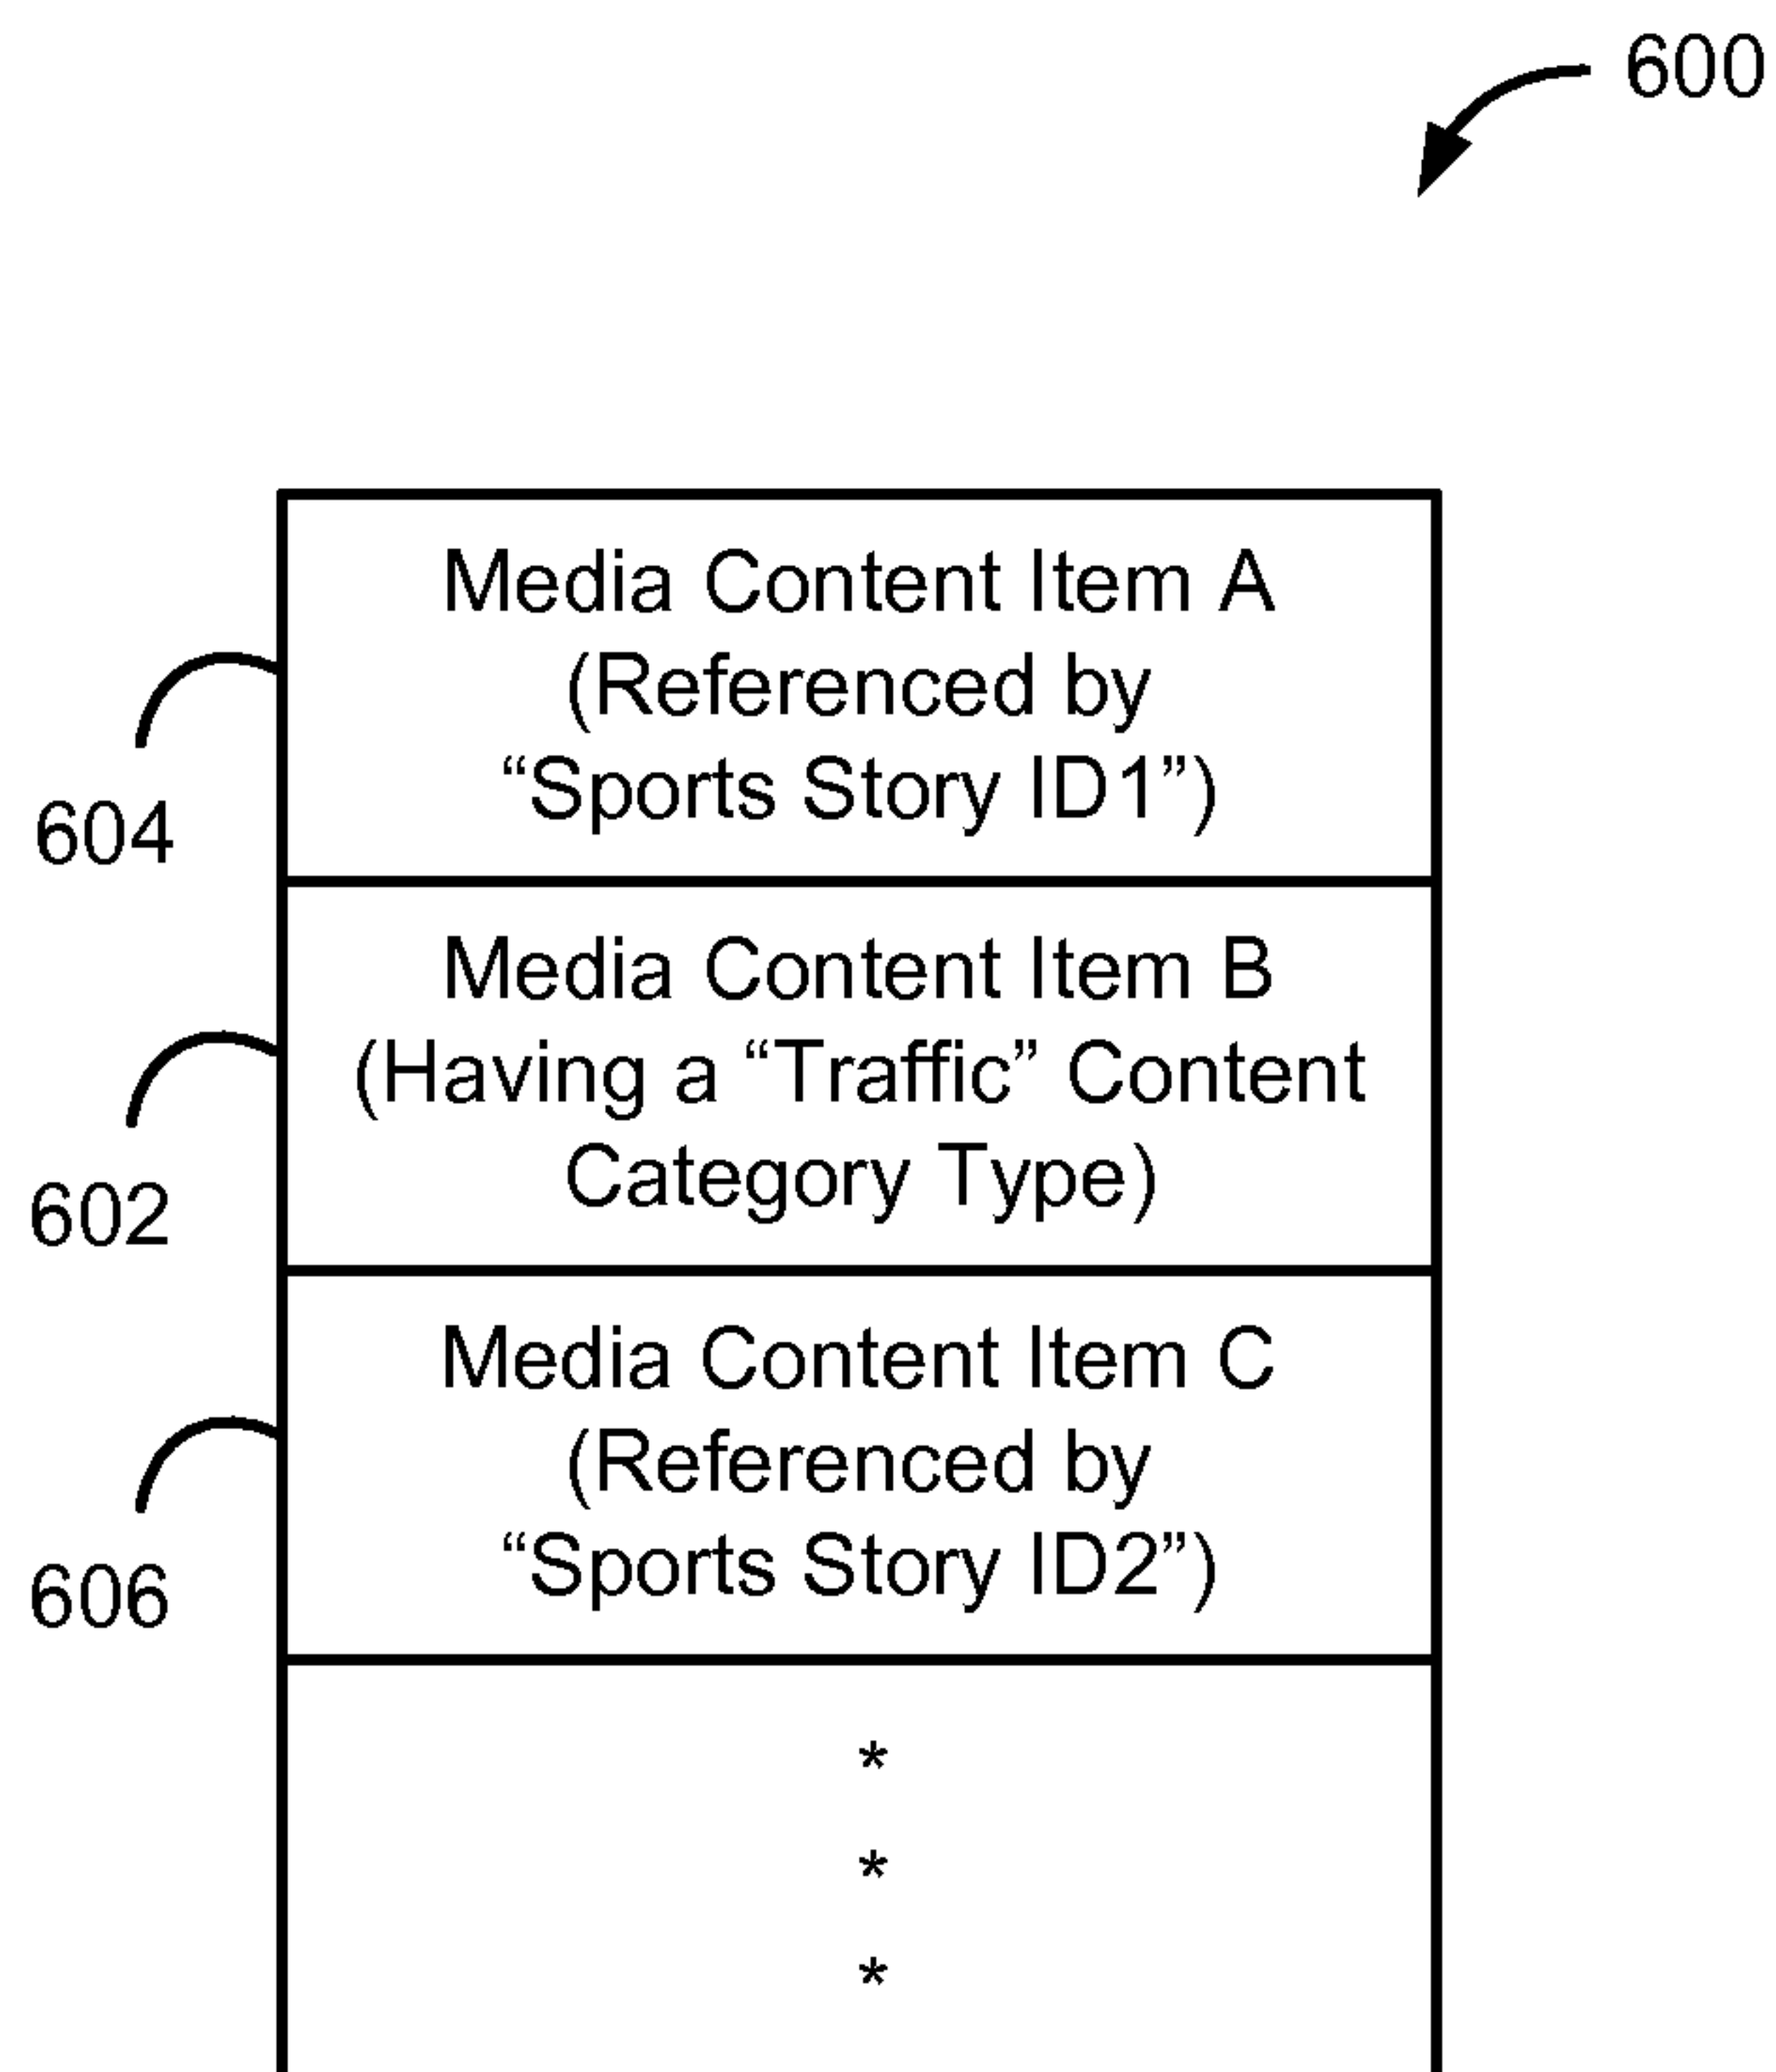 600
Media Content Item A
(Referenced by
“Sports Story ID1”)
604
Media Content Item B
(Having a “Traffic” Content
Category Type)
602
Media Content Item C
(Referenced by
“Sports Story ID2”)
606
*
*
*